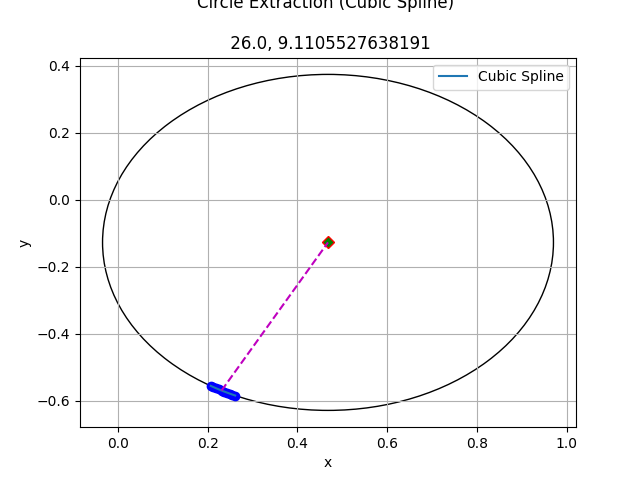 Circle Extraction (Cubic Spline)
26.0, 9.1105527638191
Cubic Spline
0.4
0.2
0.0
−0.2
−0.4
−0.6
y
0.0 0.2 0.4 0.6 0.8 1.0
x